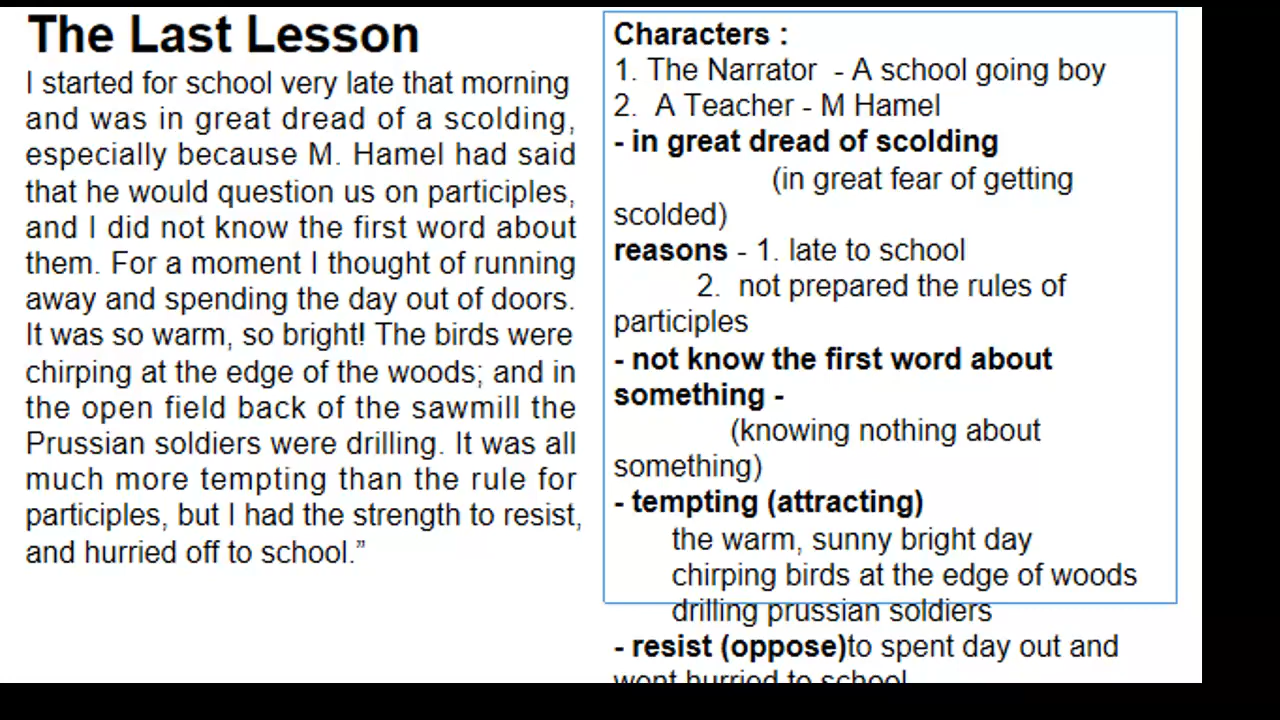 The Last Lesson
I started for school very late that morning
and was in great dread of a scolding,
especially because M. Hamel had said
that he would question us on participles,
and I did not know the first word about
them. For a moment I thought of running
away and spending the day out of doors.
It was so warm, so bright! The birds were
chirping at the edge of the woods; and in
the open field back of the sawmill the
Prussian soldiers were drilling. It was all
much more tempting than the rule for
participles, but I had the strength to resist,
and hurried off to school.”
Characters :
1. The Narrator - A school going boy
2. A Teacher - M Hamel
- in great dread of scolding
(in great fear of getting
scolded)
reasons - 1. late to school
2. not prepared the rules of
participles
- not know the first word about
something -
(knowing nothing about
something)
- tempting (attracting)
the warm, sunny bright day
chirping birds at the edge of woods
drilling prussian soldiers
- resist (oppose)to spent day out and
went hurried to school